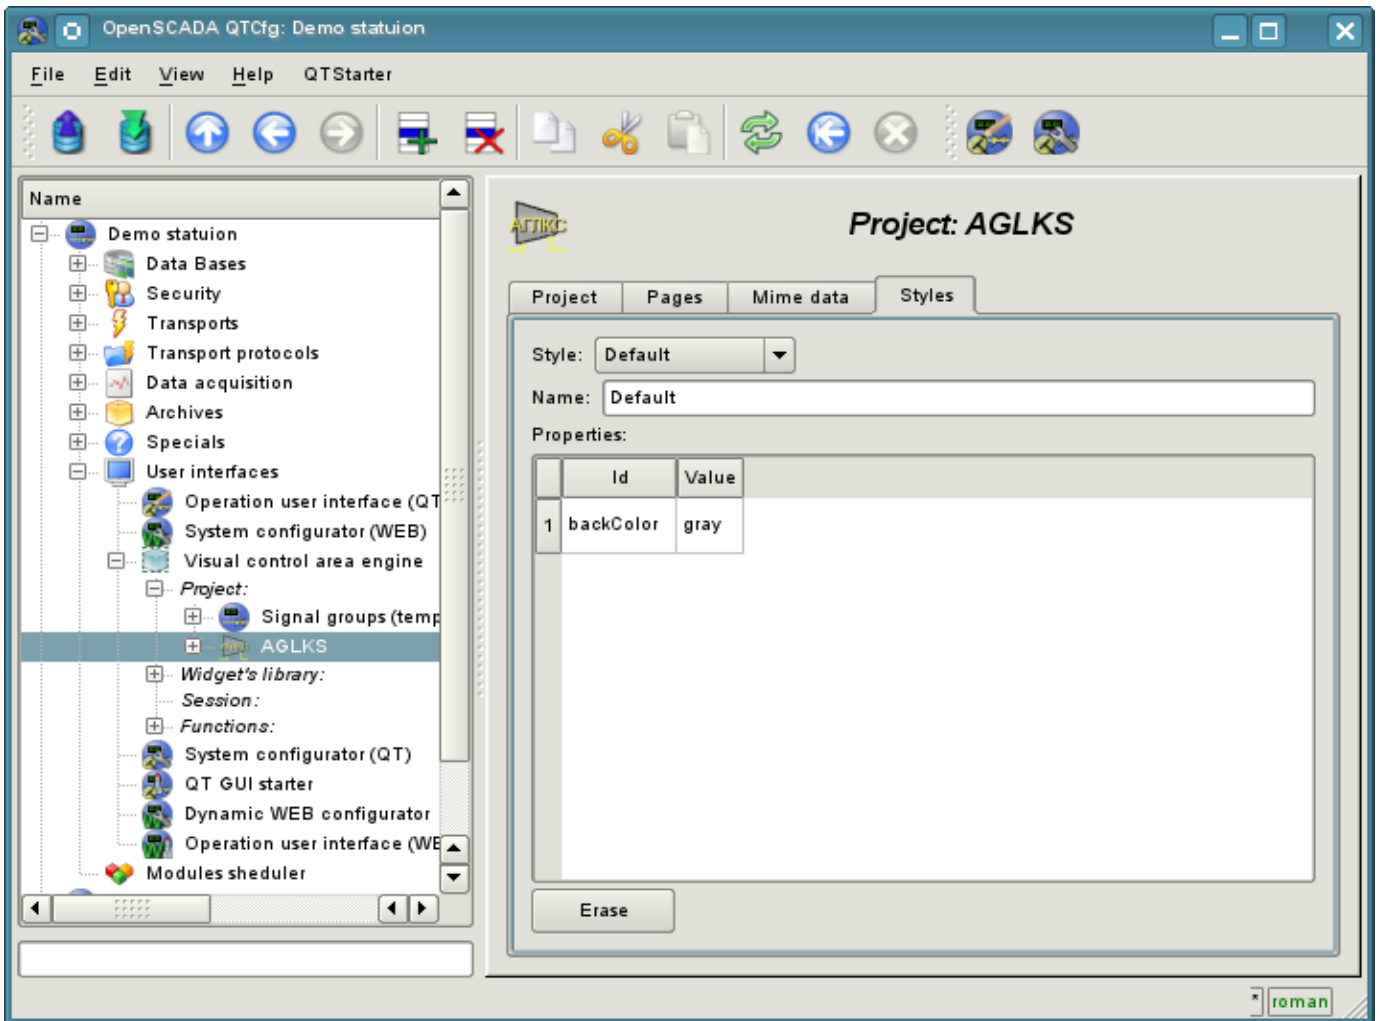 OpenSCADA QTCfg: Demo statuion
File Edit View Help QTStarter
Name
Demo statuion
Data Bases
Security
Transports
Transport protocols
Data acquisition
Archives
Specials
User interfaces
Operation user interface (QT
System configurator (WEB)
Visual control area engine
Project:
Signal groups (temp
AGLKS
Widget's library:
Session:
Functions:
System configurator (QT)
QT GUI starter
Dynamic WEB configurator
Operation user interface (WE
Modules sheduler
АГЛКС
Project: AGLKS
Project Pages Mime data Styles
Style: Default
Name: Default
Properties:
Id Value
1 backColor gray
Erase
* roman